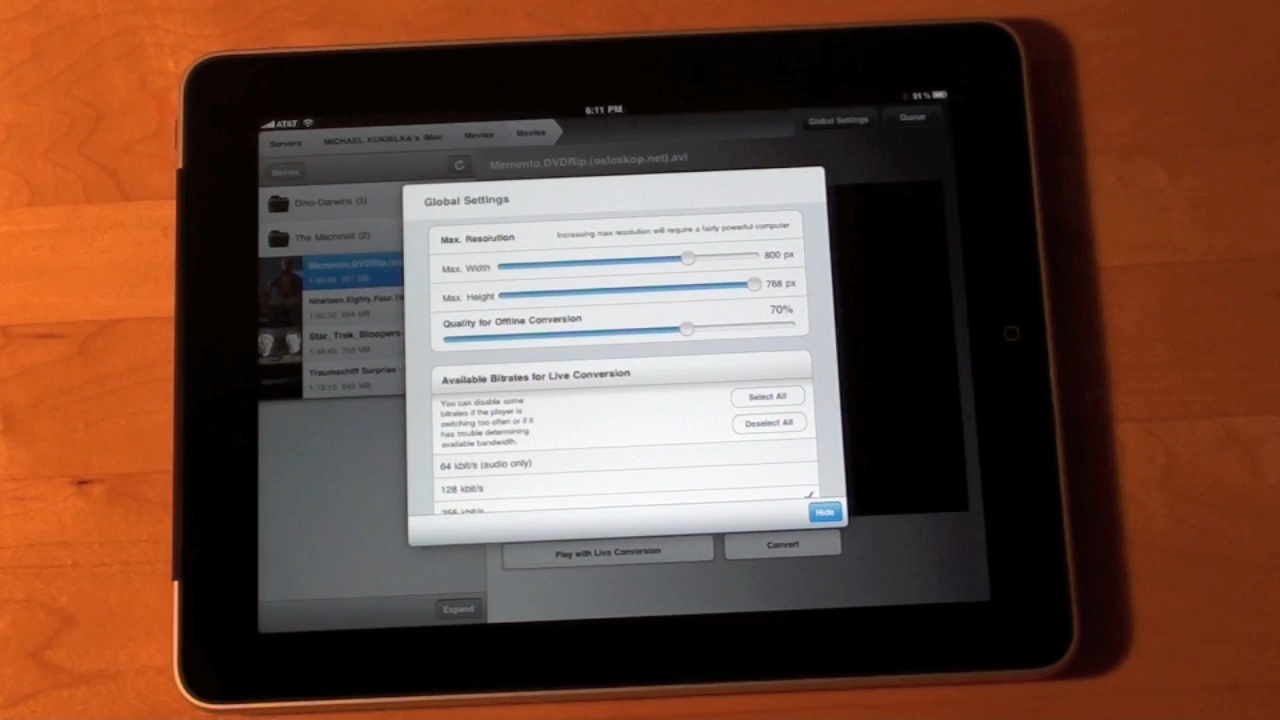 AT&T
6:11 PM
91%
Servers
MICHAEL KUKIELKA's iMac
Movies
Movies
Global Settings
Queue
Movies
Memento.DVDRip.(osloskop.net).avi
Dino-Darwins (3)
The Machinist (2)
Memento.DVDRip.(os
Nineteen.Eighty.Four.19
Star_Trek_Bloopers-
Traumschiff Surprise -
Global Settings
Max. Resolution
Increasing max resolution will require a fairly powerful computer
Max. Width
800 px
Max. Height
768 px
Quality for Offline Conversion
70%
Available Bitrates for Live Conversion
You can disable some
bitrates if the player is
switching too often or if it
has trouble determining
available bandwidth.
Select All
Deselect All
64 kbit/s (audio only)
128 kbit/s
256 kbit/s
Hide
Play with Live Conversion
Convert
Expand